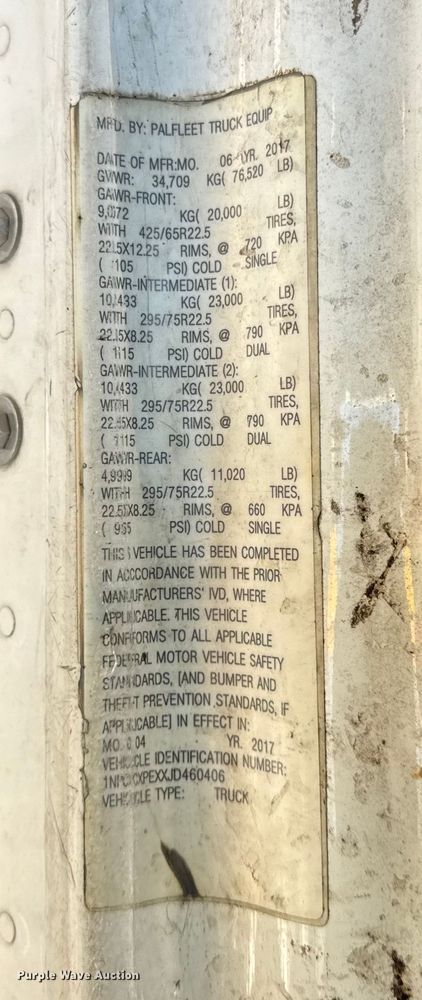 MFD. BY: PALFLEET TRUCK EQUIP
DATE OF MFR:MO. 06 YR. 2017
GVWR: 34,709 KG( 76,520 LB)
GAWR-FRONT:
9,072 KG( 20,000 LB)
WITH 425/65R22.5 TIRES,
22.5X12.25 RIMS, @ 720 KPA
( 105 PSI) COLD SINGLE
GAWR-INTERMEDIATE (1):
10,433 KG( 23,000 LB)
WITH 295/75R22.5 TIRES,
22.5X8.25 RIMS, @ 790 KPA
( 115 PSI) COLD DUAL
GAWR-INTERMEDIATE (2):
10,433 KG( 23,000 LB)
WITH 295/75R22.5 TIRES,
22.5X8.25 RIMS, @ 790 KPA
( 115 PSI) COLD DUAL
GAWR-REAR:
4,999 KG( 11,020 LB)
WITH 295/75R22.5 TIRES,
22.5X8.25 RIMS, @ 660 KPA
( 95 PSI) COLD SINGLE
THIS VEHICLE HAS BEEN COMPLETED
IN ACCORDANCE WITH THE PRIOR
MANUFACTURERS' IVD, WHERE
APPLICABLE. THIS VEHICLE
CONFORMS TO ALL APPLICABLE
FEDERAL MOTOR VEHICLE SAFETY
STANDARDS, [AND BUMPER AND
THEFT PREVENTION STANDARDS, IF
APPLICABLE] IN EFFECT IN:
MO. 04 YR. 2017
VEHICLE IDENTIFICATION NUMBER:
VEHICLE TYPE: TRUCK
Purple Wave Auction